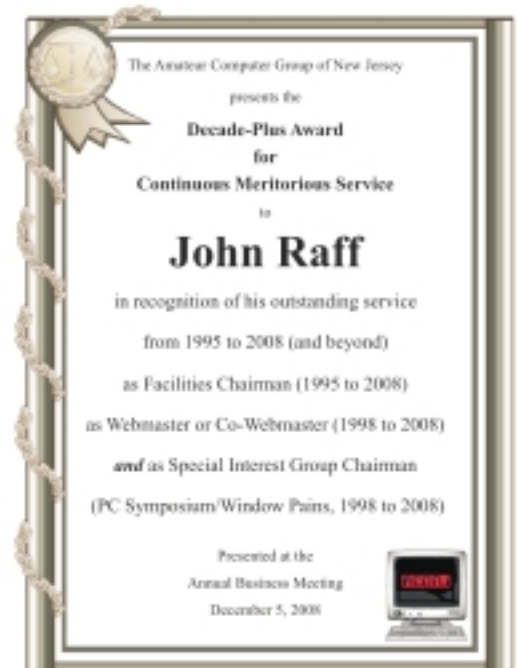 The Amateur Computer Group of New Jersey
presents the
Decade-Plus Award
for
Continuous Meritorious Service
to
John Raff
in recognition of his outstanding service
from 1995 to 2008 (and beyond)
as Facilities Chairman (1995 to 2008)
as Webmaster or Co-Webmaster (1998 to 2008)
and as Special Interest Group Chairman
(PC Symposium/Window Pains, 1998 to 2008)
Presented at the
Annual Business Meeting
December 5, 2008